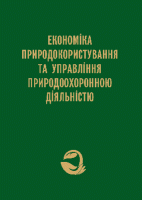 ЕКОНОМІКА
ПРИРОДОКОРИСТУВАННЯ
ТА УПРАВЛІННЯ
ПРИРОДООХОРОННОЮ
ДІЯЛЬНІСТЮ